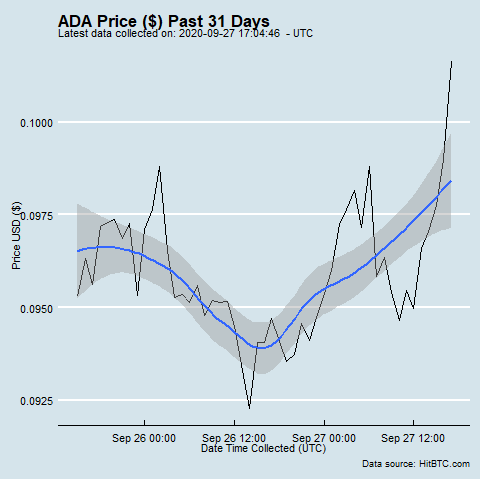 ADA Price ($) Past 31 Days
Latest data collected on: 2020-09-27 17:04:46  - UTC
0.1000
0.0975
0.0950
0.0925
Price USD ($)
Sep 26 00:00
Sep 26 12:00
Sep 27 00:00
Sep 27 12:00
Date Time Collected (UTC)
Data source: HitBTC.com